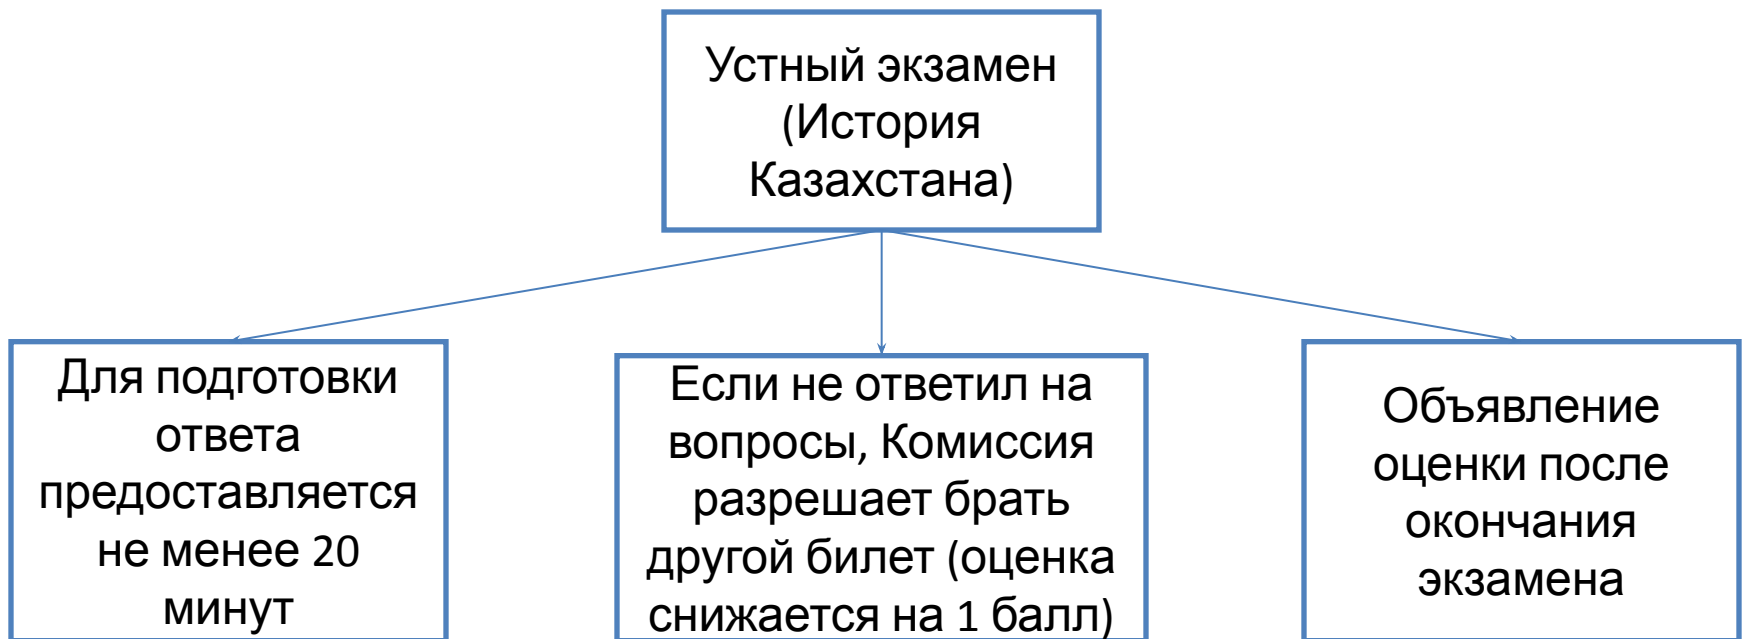 Устный экзамен
(История
Казахстана)
Для подготовки
ответа
предоставляется
не менее 20
минут
Если не ответил на
вопросы, Комиссия
разрешает брать
другой билет (оценка
снижается на 1 балл)
Объявление
оценки после
окончания
экзамена